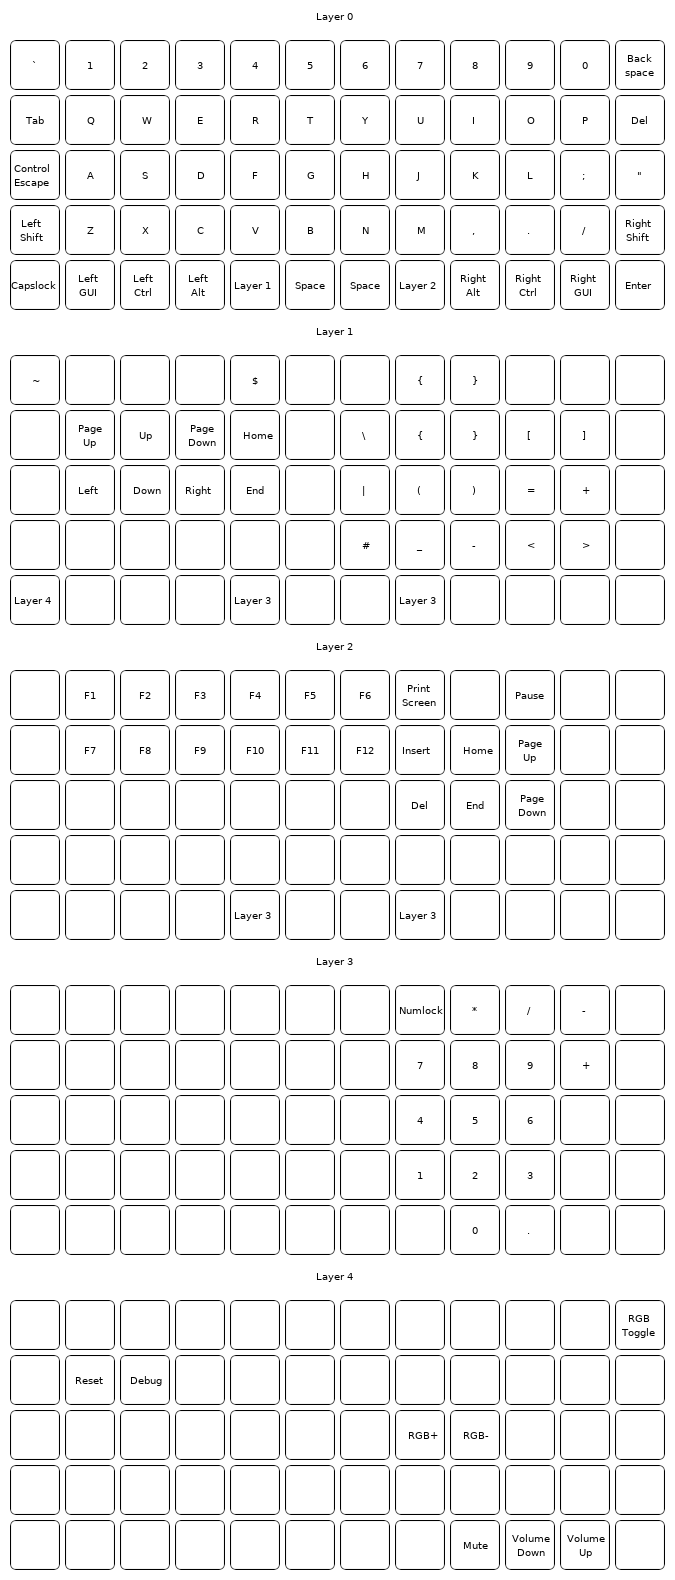 Layer 0
` 1 2 3 4 5 6 7 8 9 0 Back space
Tab Q W E R T Y U I O P Del
Control Escape A S D F G H J K L ; "
Left Shift Z X C V B N M , . / Right Shift
Capslock Left GUI Left Ctrl Left Alt Layer 1 Space Space Layer 2 Right Alt Right Ctrl Right GUI Enter
Layer 1
~ $ { }
Page Up Up Page Down Home \ { } [ ]
Left Down Right End | ( ) = +
# _ - < >
Layer 4 Layer 3 Layer 3
Layer 2
F1 F2 F3 F4 F5 F6 Print Screen Pause
F7 F8 F9 F10 F11 F12 Insert Home Page Up
Del End Page Down
Layer 3 Layer 3
Layer 3
Numlock * / -
7 8 9 +
4 5 6
1 2 3
0 .
Layer 4
RGB Toggle
Reset Debug
RGB+ RGB-
Mute Volume Down Volume Up